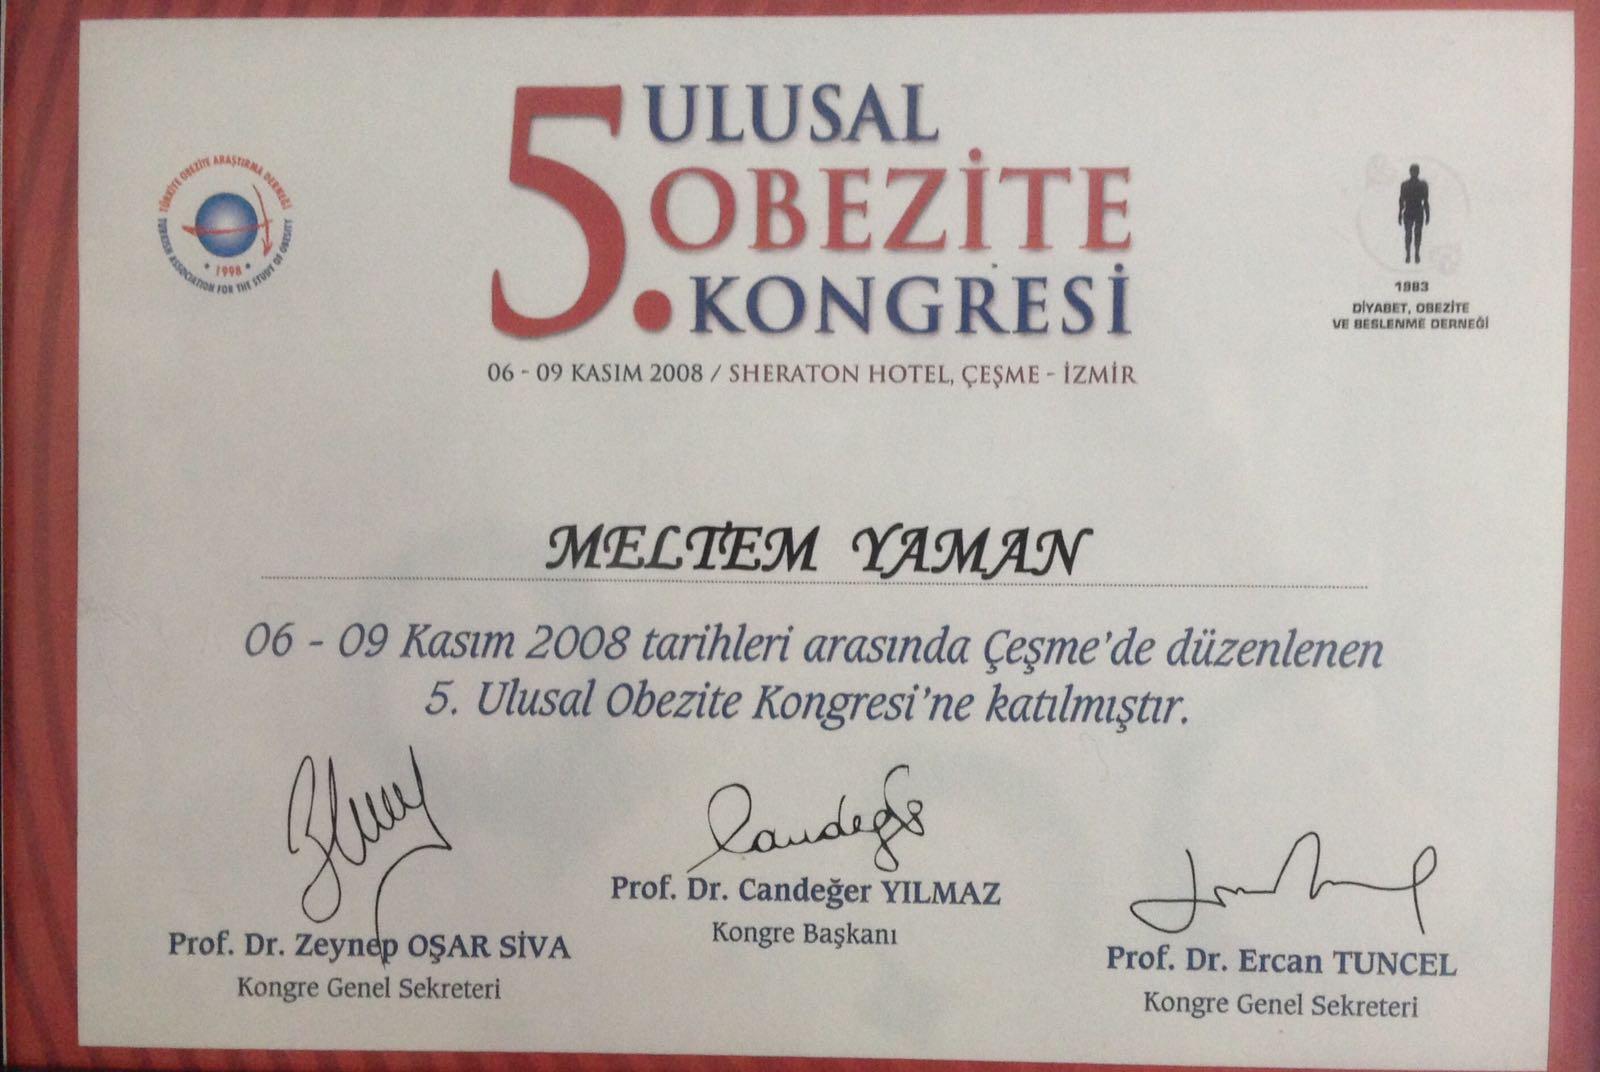 5. ULUSAL
OBEZİTE
KONGRESİ
06 - 09 KASIM 2008 / SHERATON HOTEL, ÇEŞME - İZMİR
TÜRKİYE OBEZİTE ARAŞTIRMA DERNEĞİ
TURKISH ASSOCIATION FOR THE STUDY OF OBESITY
• 1998 •
1983
DİYABET, OBEZİTE
VE BESLENME DERNEĞİ
MELTEM YAMAN
06 - 09 Kasım 2008 tarihleri arasında Çeşme'de düzenlenen
5. Ulusal Obezite Kongresi'ne katılmıştır.
Prof. Dr. Zeynep OŞAR SİVA
Kongre Genel Sekreteri
Prof. Dr. Candeğer YILMAZ
Kongre Başkanı
Prof. Dr. Ercan TUNCEL
Kongre Genel Sekreteri